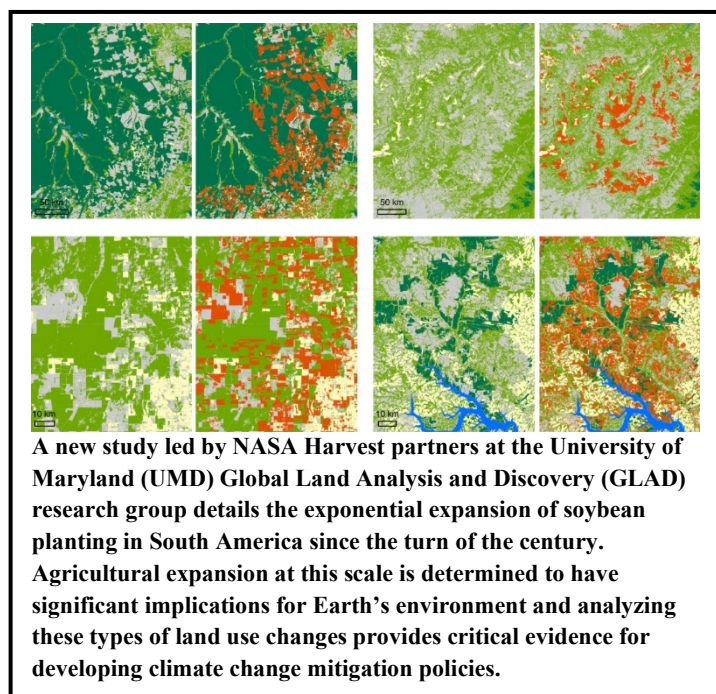 50 km
50 km
10 km
10 km
A new study led by NASA Harvest partners at the University of
Maryland (UMD) Global Land Analysis and Discovery (GLAD)
research group details the exponential expansion of soybean
planting in South America since the turn of the century.
Agricultural expansion at this scale is determined to have
significant implications for Earth’s environment and analyzing
these types of land use changes provides critical evidence for
developing climate change mitigation policies.